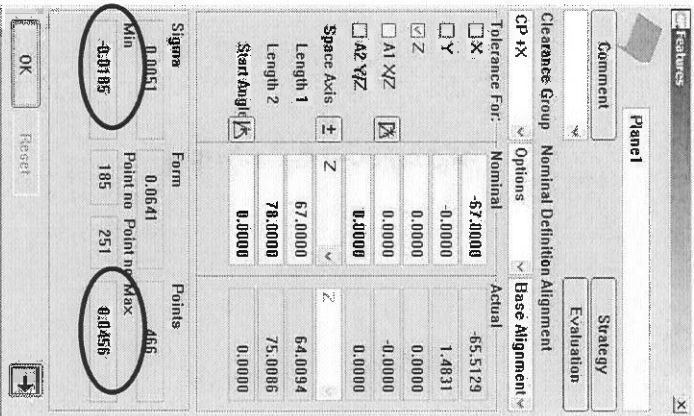 Features X
Plane1
Comment Strategy
Evaluation
Clearance Group Nominal Definition Alignment
CP +X Options Base Alignment
Tolerance For: Nominal Actual
X -67.0000 -65.5129
Y -0.0000 1.4831
Z 0.0000 0.0000
A1 X/Z 0.0000 -0.0000
A2 Y/Z 0.0000 0.0000
Space Axis ± Z Z
Length 1 67.0000 64.0094
Length 2 78.0000 75.0086
Start Angle 0.0000 0.0000
Sigma Form Points
0.0051 0.0641 466
Min Point no Point no Max
-0.0185 185 251 0.0456
OK Reset